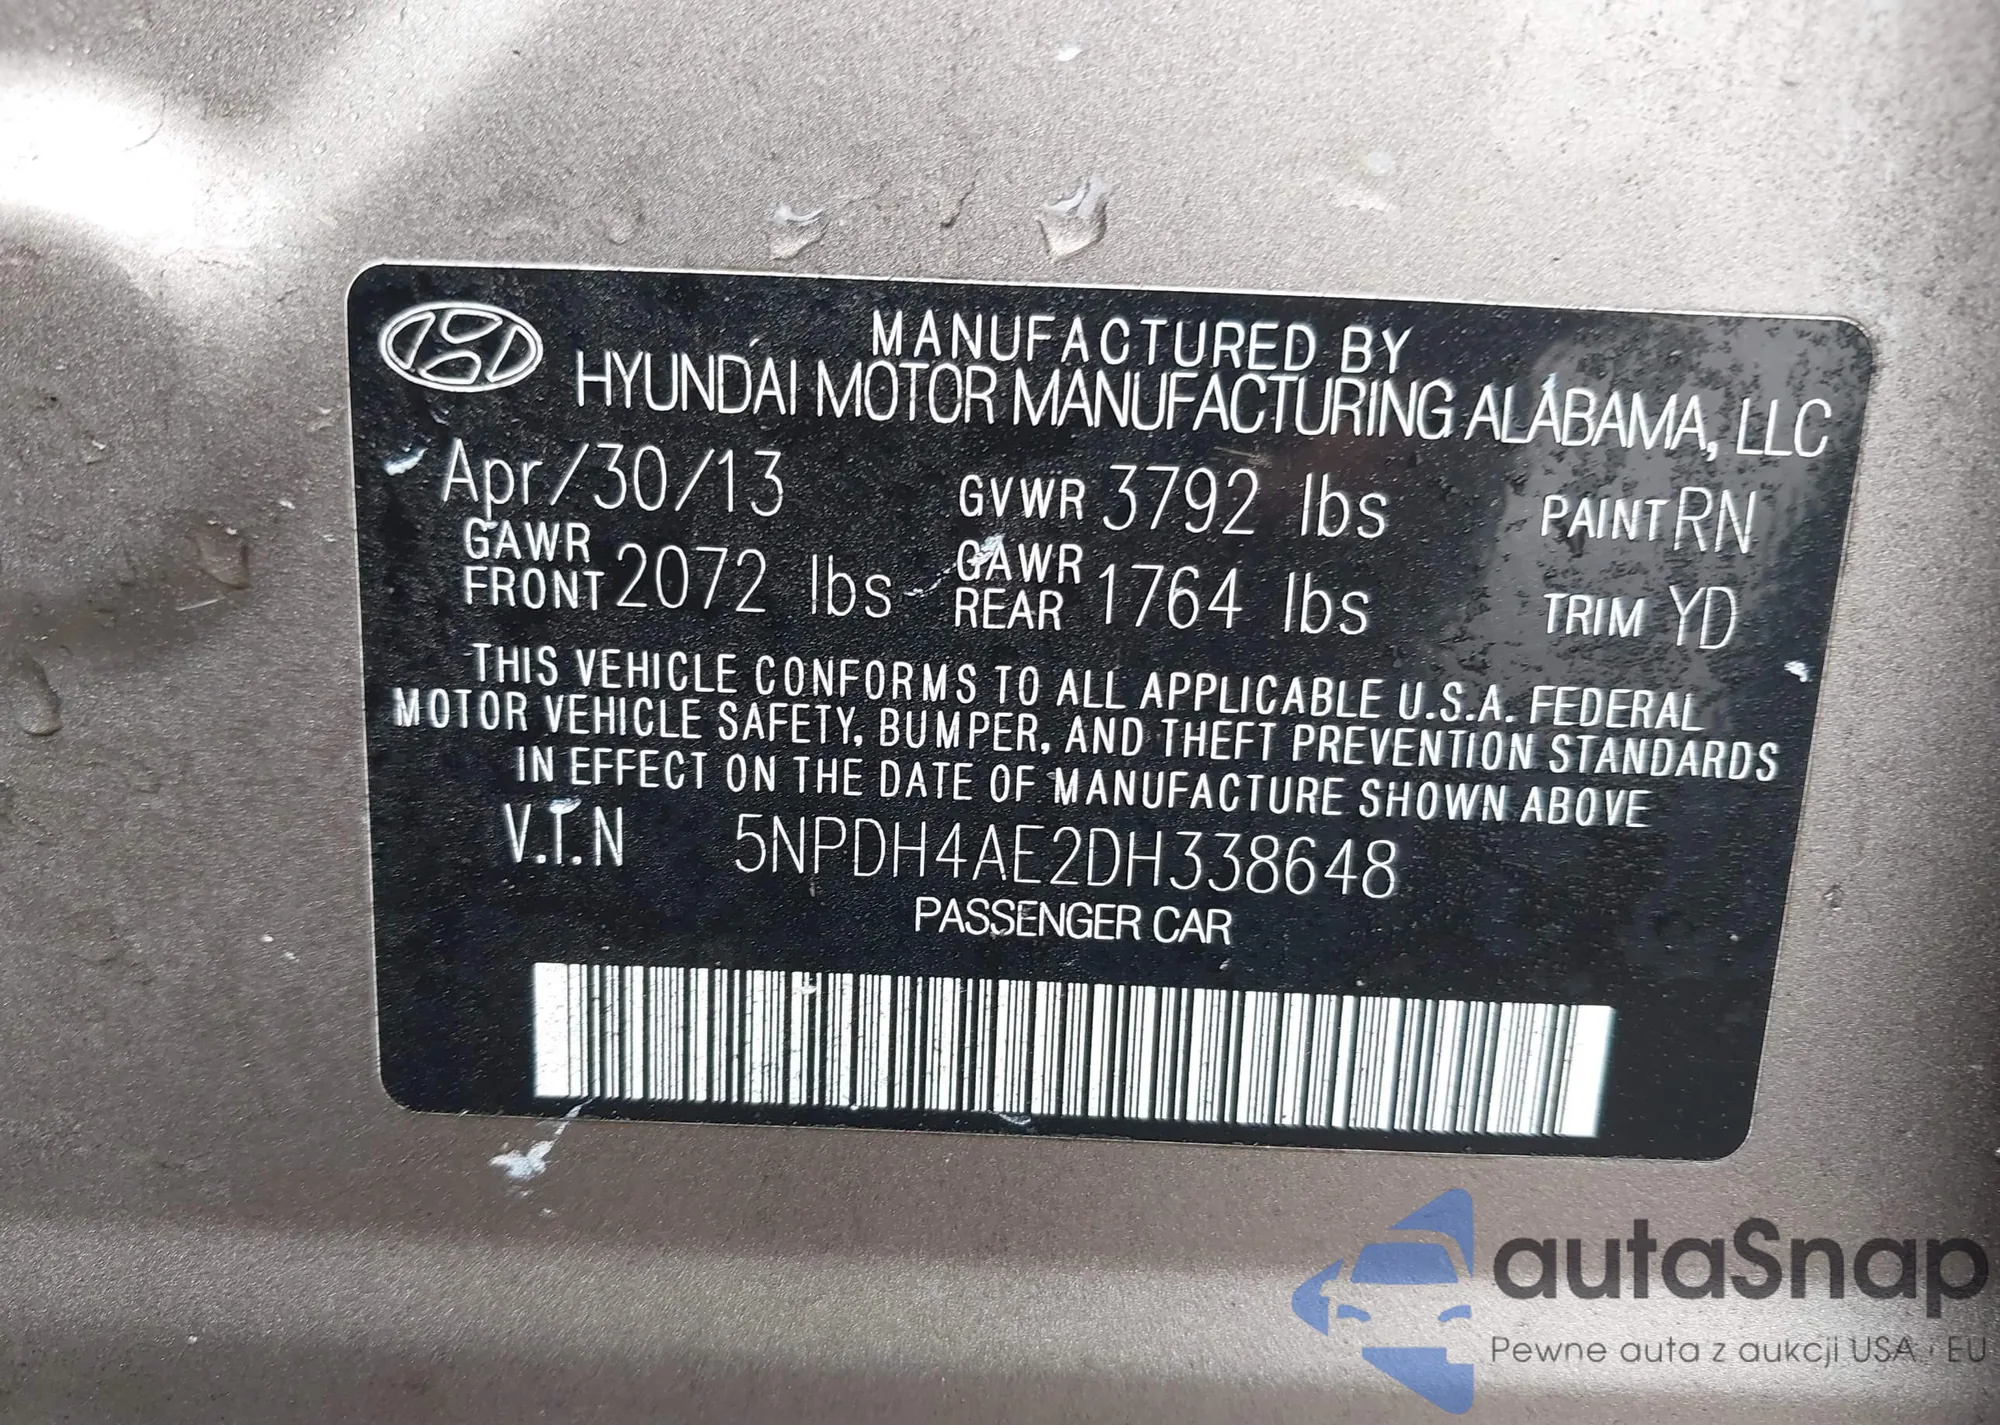 MANUFACTURED BY
HYUNDAI MOTOR MANUFACTURING ALABAMA, LLC
Apr/30/13 GVWR 3792 lbs PAINT RN
GAWR FRONT 2072 lbs GAWR REAR 1764 lbs TRIM YD
THIS VEHICLE CONFORMS TO ALL APPLICABLE U.S.A. FEDERAL
MOTOR VEHICLE SAFETY, BUMPER, AND THEFT PREVENTION STANDARDS
IN EFFECT ON THE DATE OF MANUFACTURE SHOWN ABOVE
V.I.N 5NPDH4AE2DH338648
PASSENGER CAR
autaSnap
Pewne auta z aukcji USA i EU